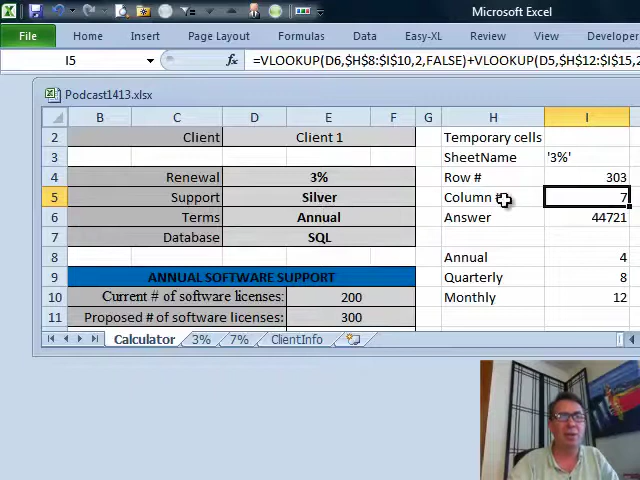 Microsoft Excel
File Home Insert Page Layout Formulas Data Easy-XL Review View Developer
I5 fx =VLOOKUP(D6,$H$8:$I$10,2,FALSE)+VLOOKUP(D5,$H$12:$I$15,2
Podcast1413.xlsx
B C D E F G H I
2 Client Client 1 Temporary cells
3 SheetName '3%'
4 Renewal 3% Row # 303
5 Support Silver Column # 7
6 Terms Annual Answer 44721
7 Database SQL
8 Annual 4
9 ANNUAL SOFTWARE SUPPORT Quarterly 8
10 Current # of software licenses: 200 Monthly 12
11 Proposed # of software licenses: 300
Calculator 3% 7% ClientInfo